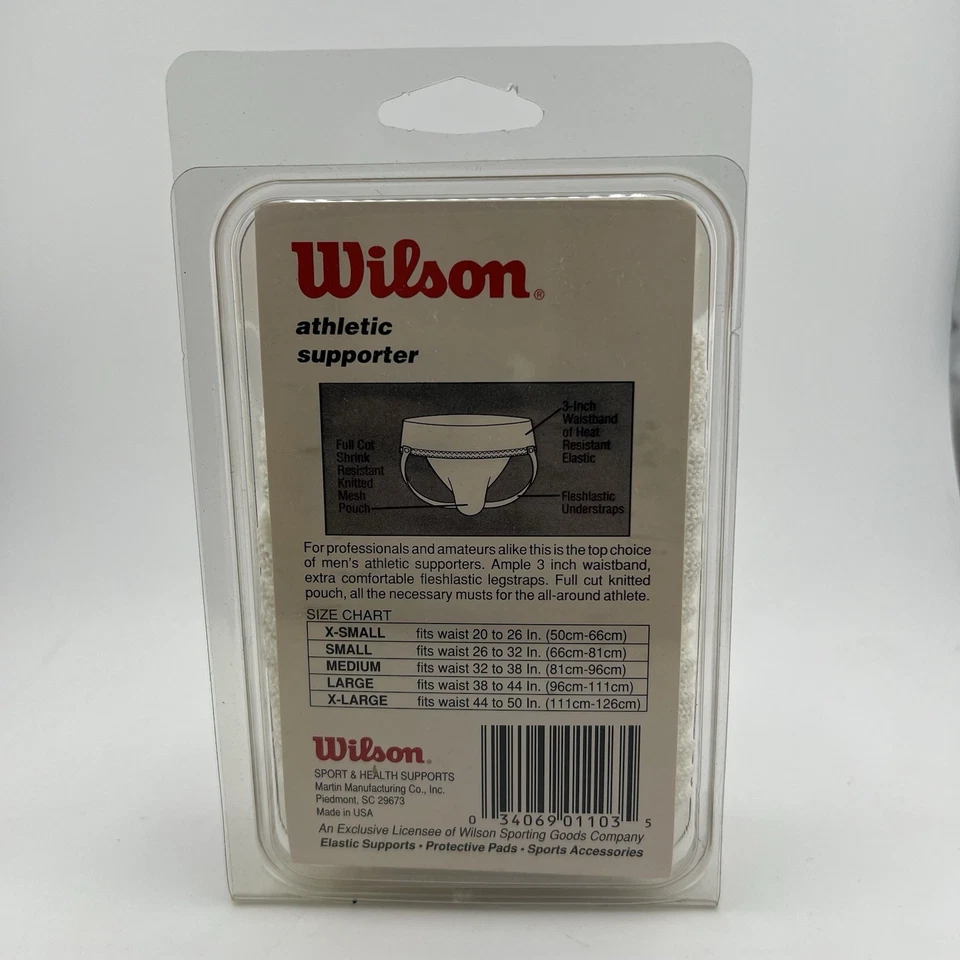 Wilson®
athletic
supporter
3-Inch
Waistband
of Heat
Resistant
Elastic
Full Cot
Shrink
Resistant
Knitted
Mesh
Pouch
Fleshlastic
Understraps
For professionals and amateurs alike this is the top choice
of men's athletic supporters. Ample 3 inch waistband,
extra comfortable fleshlastic legstraps. Full cut knitted
pouch, all the necessary musts for the all-around athlete.
SIZE CHART
X-SMALL fits waist 20 to 26 In. (50cm-66cm)
SMALL fits waist 26 to 32 In. (66cm-81cm)
MEDIUM fits waist 32 to 38 In. (81cm-96cm)
LARGE fits waist 38 to 44 In. (96cm-111cm)
X-LARGE fits waist 44 to 50 In. (111cm-126cm)
Wilson®
SPORT & HEALTH SUPPORTS
Martin Manufacturing Co., Inc.
Piedmont, SC 29673
Made in USA
0 34069 01103 5
An Exclusive Licensee of Wilson Sporting Goods Company
Elastic Supports • Protective Pads • Sports Accessories